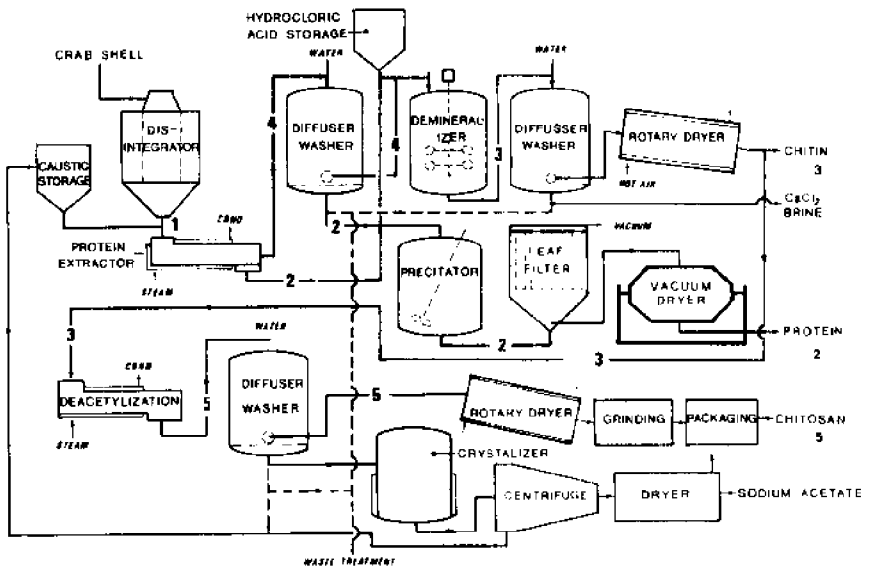 HYDROCLORIC
ACID STORAGE
WATER
WATER
CRAB SHELL
DIS-
INTEGRATOR
CAUSTIC
STORAGE
4
DIFFUSER
WASHER
4
DEMINERAL
IZER
3
DIFFUSSER
WASHER
ROTARY DRYER
HOT AIR
CHITIN
3
CaCl2
BRINE
1
COND
PROTEIN
EXTRACTOR
STEAM
2
2
PRECITATOR
LEAF
FILTER
VACUUM
VACUUM
DRYER
PROTEIN
2
2
3
3
WATER
COND
DEACETYLIZATION
STEAM
5
DIFFUSER
WASHER
5
ROTARY DRYER
GRINDING
PACKAGING
CHITOSAN
5
CRYSTALIZER
CENTRIFUGE
DRYER
SODIUM ACETATE
WASTE TREATMENT